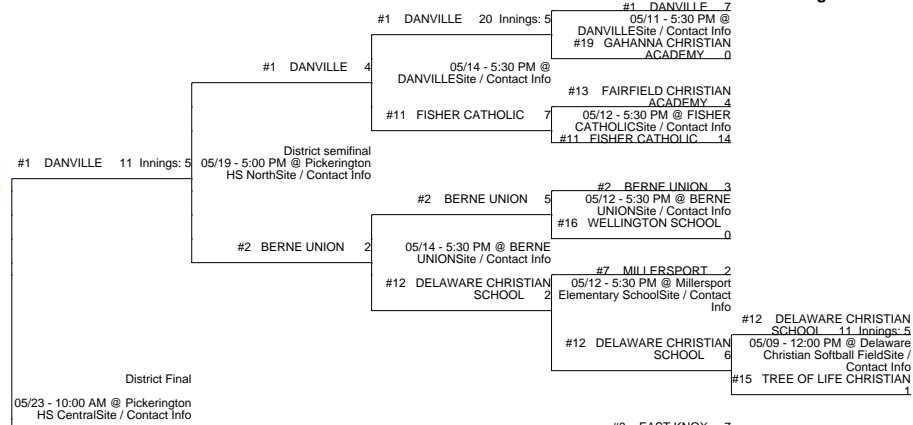 #1 DANVILLE 7
05/11 - 5:30 PM @
DANVILLESite / Contact Info
#19 GAHANNA CHRISTIAN
ACADEMY 0
#1 DANVILLE 20 Innings: 5
05/14 - 5:30 PM @
DANVILLESite / Contact Info
#13 FAIRFIELD CHRISTIAN
ACADEMY 4
05/12 - 5:30 PM @ FISHER
CATHOLICSite / Contact Info
#11 FISHER CATHOLIC 14
#11 FISHER CATHOLIC 7
#1 DANVILLE 4
District semifinal
05/19 - 5:00 PM @ Pickerington
HS NorthSite / Contact Info
#1 DANVILLE 11 Innings: 5
#2 BERNE UNION 3
05/12 - 5:30 PM @ BERNE
UNIONSite / Contact Info
#16 WELLINGTON SCHOOL
0
#2 BERNE UNION 5
05/14 - 5:30 PM @ BERNE
UNIONSite / Contact Info
#2 BERNE UNION 2
#12 DELAWARE CHRISTIAN
SCHOOL 2
#7 MILLERSPORT 2
05/12 - 5:30 PM @ Millersport
Elementary SchoolSite / Contact
Info
#12 DELAWARE CHRISTIAN
SCHOOL 6
#12 DELAWARE CHRISTIAN
SCHOOL 11 Innings: 5
05/09 - 12:00 PM @ Delaware
Christian Softball FieldSite /
Contact Info
#15 TREE OF LIFE CHRISTIAN
1
District Final
05/23 - 10:00 AM @ Pickerington
HS CentralSite / Contact Info